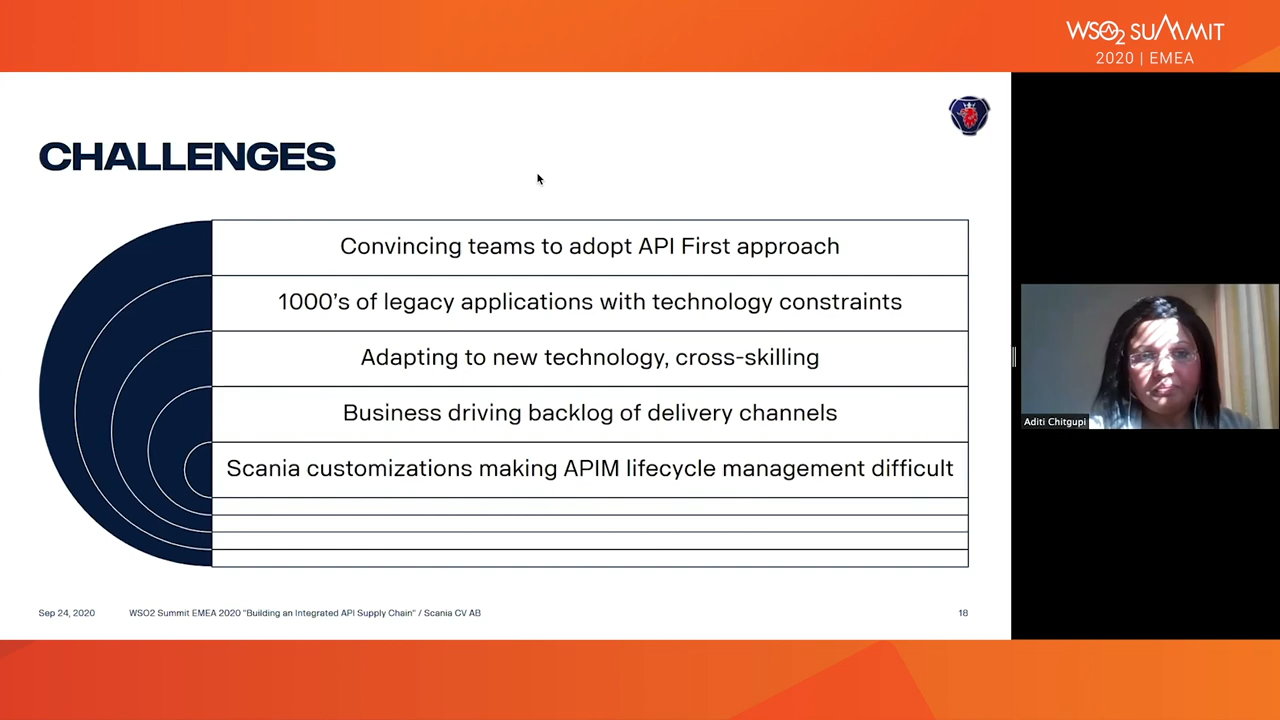 WSO2 SUMMIT
2020 | EMEA
CHALLENGES
Convincing teams to adopt API First approach
1000's of legacy applications with technology constraints
Adapting to new technology, cross-skilling
Business driving backlog of delivery channels
Scania customizations making APIM lifecycle management difficult
Aditi Chitgupi
Sep 24, 2020
WSO2 Summit EMEA 2020 "Building an Integrated API Supply Chain" / Scania CV AB
18